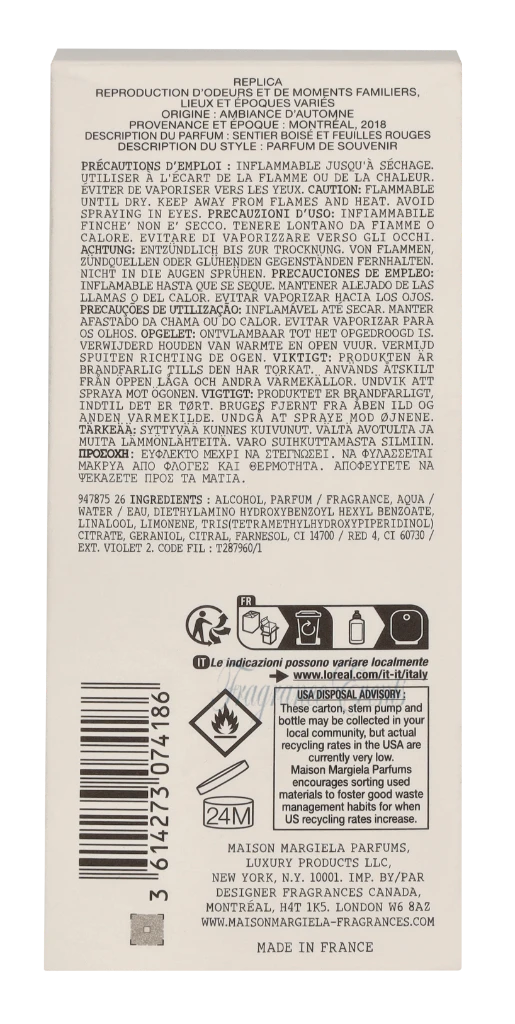 REPLICA
REPRODUCTION D'ODEURS ET DE MOMENTS FAMILIERS,
LIEUX ET ÉPOQUES VARIÉS
ORIGINE : AMBIANCE D'AUTOMNE
PROVENANCE ET ÉPOQUE : MONTRÉAL, 2018
DESCRIPTION DU PARFUM : SENTIER BOISÉ ET FEUILLES ROUGES
DESCRIPTION DU STYLE : PARFUM DE SOUVENIR
PRÉCAUTIONS D'EMPLOI : INFLAMMABLE JUSQU'À SÉCHAGE.
UTILISER À L'ÉCART DE LA FLAMME OU DE LA CHALEUR.
ÉVITER DE VAPORISER VERS LES YEUX. CAUTION: FLAMMABLE
UNTIL DRY. KEEP AWAY FROM FLAMES AND HEAT. AVOID
SPRAYING IN EYES. PRECAUZIONI D'USO: INFIAMMABILE
FINCHE' NON E' SECCO. TENERE LONTANO DA FIAMME O
CALORE. EVITARE DI VAPORIZZARE VERSO GLI OCCHI.
ACHTUNG: ENTZÜNDLICH BIS ZUR TROCKNUNG. VON FLAMMEN,
ZÜNDQUELLEN ODER GLÜHENDEN GEGENSTÄNDEN FERNHALTEN.
NICHT IN DIE AUGEN SPRÜHEN. PRECAUCIONES DE EMPLEO:
INFLAMABLE HASTA QUE SE SEQUE. MANTENER ALEJADO DE LAS
LLAMAS O DEL CALOR. EVITAR VAPORIZAR HACIA LOS OJOS.
PRECAUÇÕES DE UTILIZAÇÃO: INFLAMÁVEL ATÉ SECAR. MANTER
AFASTADO DA CHAMA OU DO CALOR. EVITAR VAPORIZAR PARA
OS OLHOS. OPGELET: ONTVLAMBAAR TOT HET OPGEDROOGD IS.
VERWIJDERD HOUDEN VAN WARMTE EN OPEN VUUR. VERMIJD
SPUITEN RICHTING DE OGEN. VIKTIGT: PRODUKTEN ÄR
BRANDFARLIG TILLS DEN HAR TORKAT. ANVÄNDS ÅTSKILT
FRÅN ÖPPEN LÅGA OCH ANDRA VÄRMEKÄLLOR. UNDVIK ATT
SPRAYA MOT ÖGONEN. VIGTIGT: PRODUKTET ER BRANDFARLIGT,
INDTIL DET ER TØRT. BRUGES FJERNT FRA ÅBEN ILD OG
ANDEN VARMEKILDE. UNDGÅ AT SPRAYE MOD ØJNENE.
TÄRKEÄÄ: SYTTYVÄÄ KUNNES KUIVUNUT. VÄLTÄ AVOTULTA JA
MUITA LÄMMÖNLÄHTEITÄ. VARO SUIHKUTTAMASTA SILMIIN.
ΠΡΟΣΟΧΗ: ΕΥΦΛΕΚΤΟ ΜΕΧΡΙ ΝΑ ΣΤΕΓΝΩΣΕΙ. ΝΑ ΦΥΛΑΣΣΕΤΑΙ
ΜΑΚΡΥΑ ΑΠΟ ΦΛΟΓΕΣ ΚΑΙ ΘΕΡΜΟΤΗΤΑ. ΑΠΟΦΕΥΓΕΤΕ ΝΑ
ΨΕΚΑΖΕΤΕ ΠΡΟΣ ΤΑ ΜΑΤΙΑ.
947875 26 INGREDIENTS : ALCOHOL, PARFUM / FRAGRANCE, AQUA /
WATER / EAU, DIETHYLAMINO HYDROXYBENZOYL HEXYL BENZOATE,
LINALOOL, LIMONENE, TRIS(TETRAMETHYLHYDROXYPIPERIDINOL)
CITRATE, GERANIOL, CITRAL, FARNESOL, CI 14700 / RED 4, CI 60730 /
EXT. VIOLET 2. CODE FIL : T287960/1
FR
IT Le indicazioni possono variare localmente
www.loreal.com/it-it/italy
USA DISPOSAL ADVISORY :
These carton, stem pump and
bottle may be collected in your
local community, but actual
recycling rates in the USA are
currently very low.
Maison Margiela Parfums
encourages sorting used
materials to foster good waste
management habits for when
US recycling rates increase.
24M
3 614273 074186
MAISON MARGIELA PARFUMS,
LUXURY PRODUCTS LLC,
NEW YORK, N.Y. 10001. IMP. BY/PAR
DESIGNER FRAGRANCES CANADA,
MONTRÉAL, H4T 1K5. LONDON W6 8AZ
WWW.MAISONMARGIELA-FRAGRANCES.COM
MADE IN FRANCE